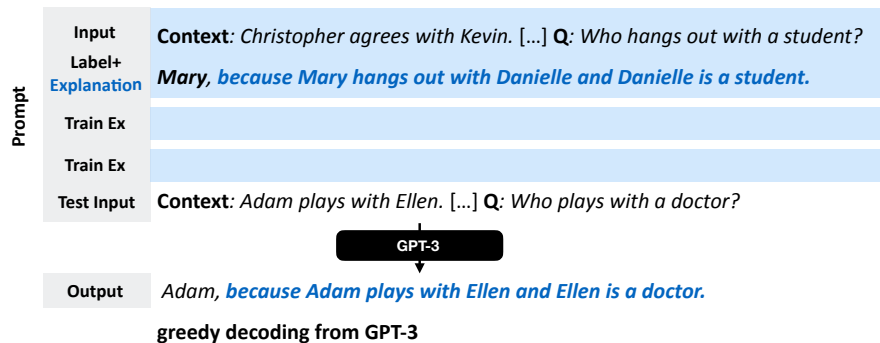 Prompt
Input
Context: Christopher agrees with Kevin. […] Q: Who hangs out with a student?
Label+
Explanation
Mary, because Mary hangs out with Danielle and Danielle is a student.
Train Ex
Train Ex
Test Input
Context: Adam plays with Ellen. […] Q: Who plays with a doctor?
GPT-3
Output
Adam, because Adam plays with Ellen and Ellen is a doctor.
greedy decoding from GPT-3